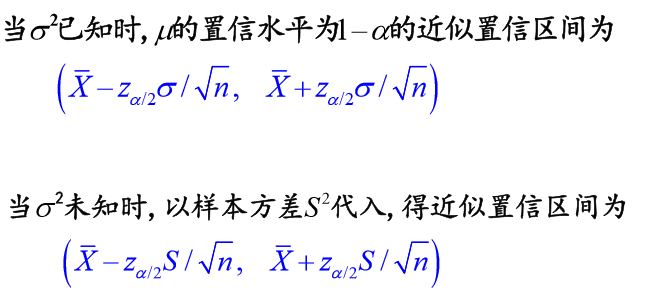 当σ²已知时, μ的置信水平为1−α的近似置信区间为
(X̄−z_{α/2}σ/√n, X̄+z_{α/2}σ/√n)
当σ²未知时, 以样本方差S²代入, 得近似置信区间为
(X̄−z_{α/2}S/√n, X̄+z_{α/2}S/√n)